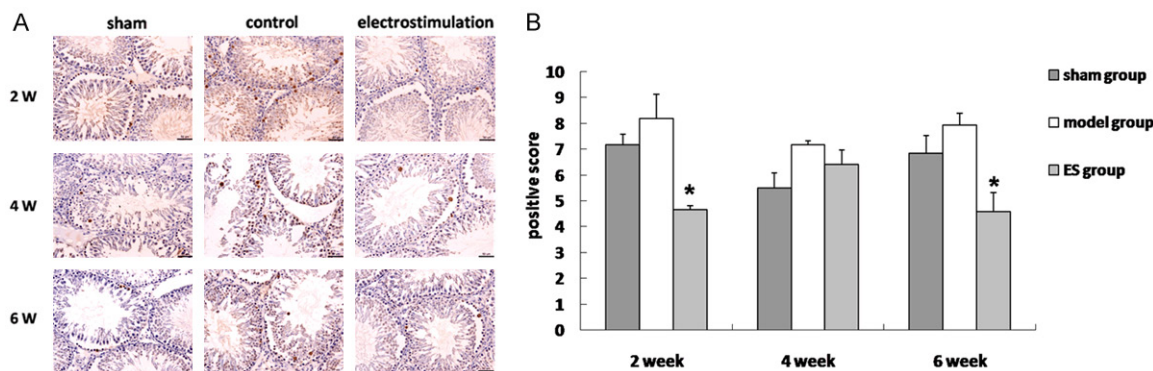 A
sham
control
electrostimulation
2 W
4 W
6 W
B
positive score
10
9
8
7
6
5
4
3
2
1
0
*
*
2 week
4 week
6 week
sham group
model group
ES group